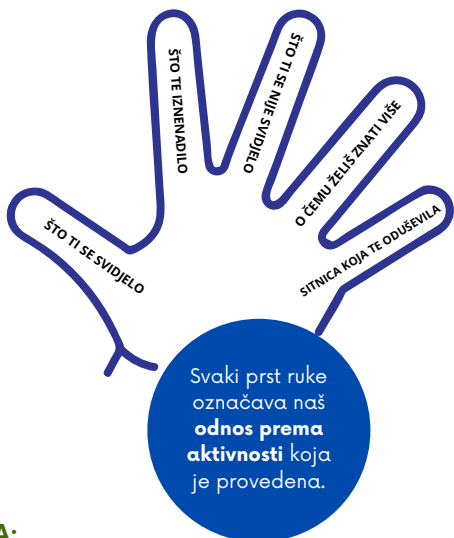 ŠTO TI SE SVIDJELO
ŠTO TE IZNENADILO
ŠTO TI SE NIJE SVIDJELO
O ČEMU ŽELIŠ ZNATI VIŠE
SITNICA KOJA TE ODUŠEVILA
Svaki prst ruke
označava naš
odnos prema
aktivnosti koja
je provedena.
A: